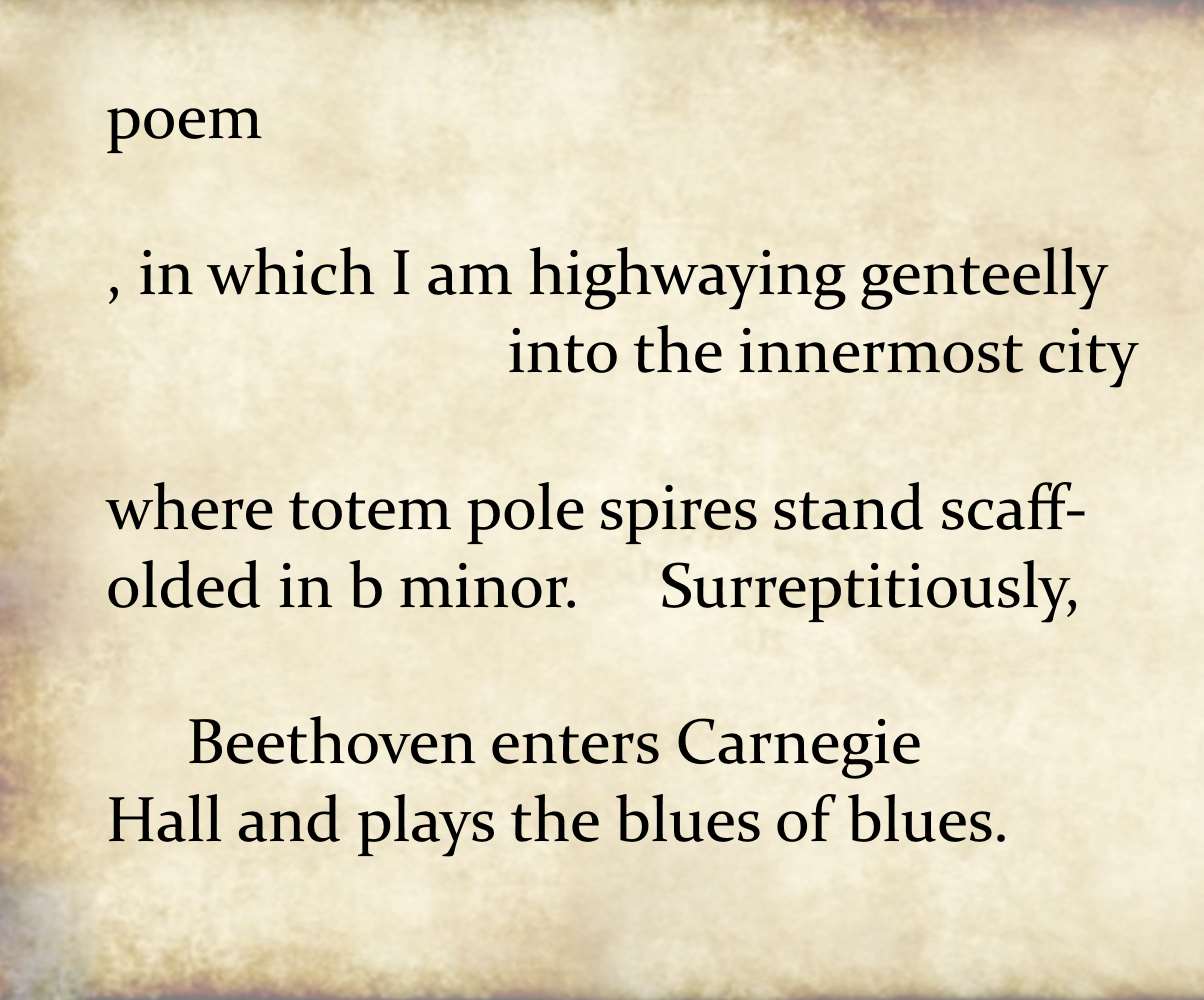 poem
, in which I am highwaying genteelly
into the innermost city
where totem pole spires stand scaff-
olded in b minor. Surreptitiously,
Beethoven enters Carnegie
Hall and plays the blues of blues.